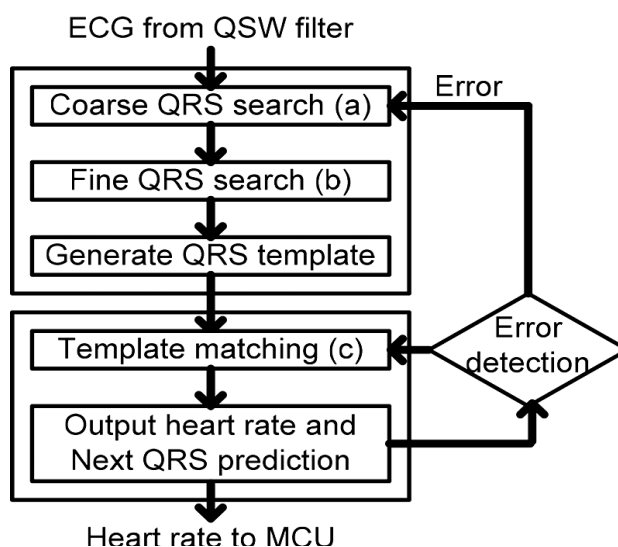 ECG from QSW filter
Coarse QRS search (a)
Error
Fine QRS search (b)
Generate QRS template
Template matching (c)
Error
detection
Output heart rate and
Next QRS prediction
Heart rate to MCU